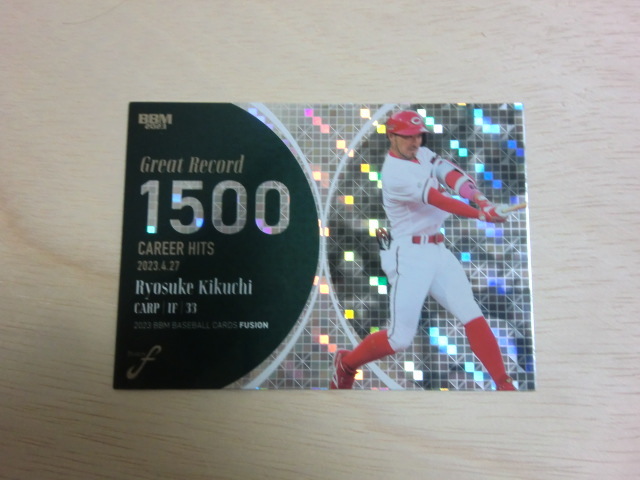 BBM
2023
Great Record
1500
CAREER HITS
2023.4.27
Ryosuke Kikuchi
CARP | IF | 33
2023 BBM BASEBALL CARDS FUSION
f
C